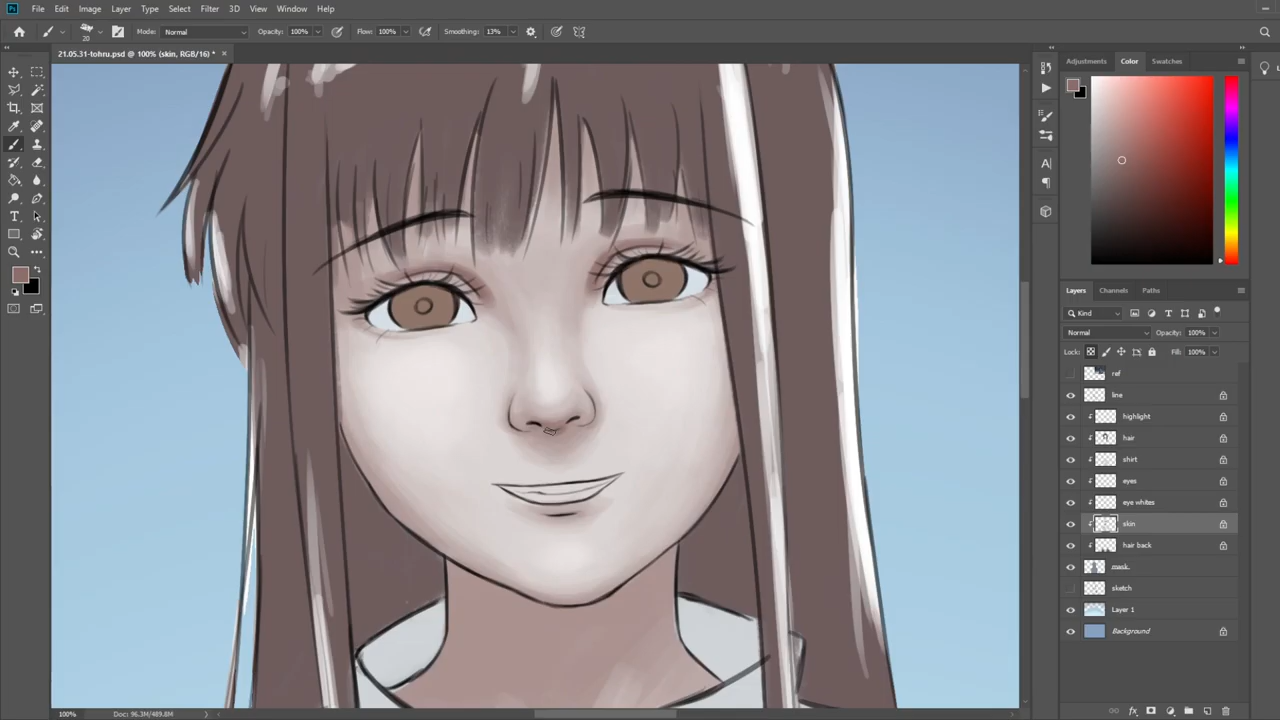 Ps File Edit Image Layer Type Select Filter 3D View Window Help
20 Mode: Normal Opacity: 100% Flow: 100% Smoothing: 13%
21.05.31-tohru.psd @ 100% (skin, RGB/16) * ×
Adjustments Color Swatches
Layers Channels Paths
Kind
Normal Opacity: 100%
Lock: Fill: 100%
ref
line
highlight
hair
shirt
eyes
eye whites
skin
hair back
mask
sketch
Layer 1
Background
100% Doc: 96.3M/489.8M